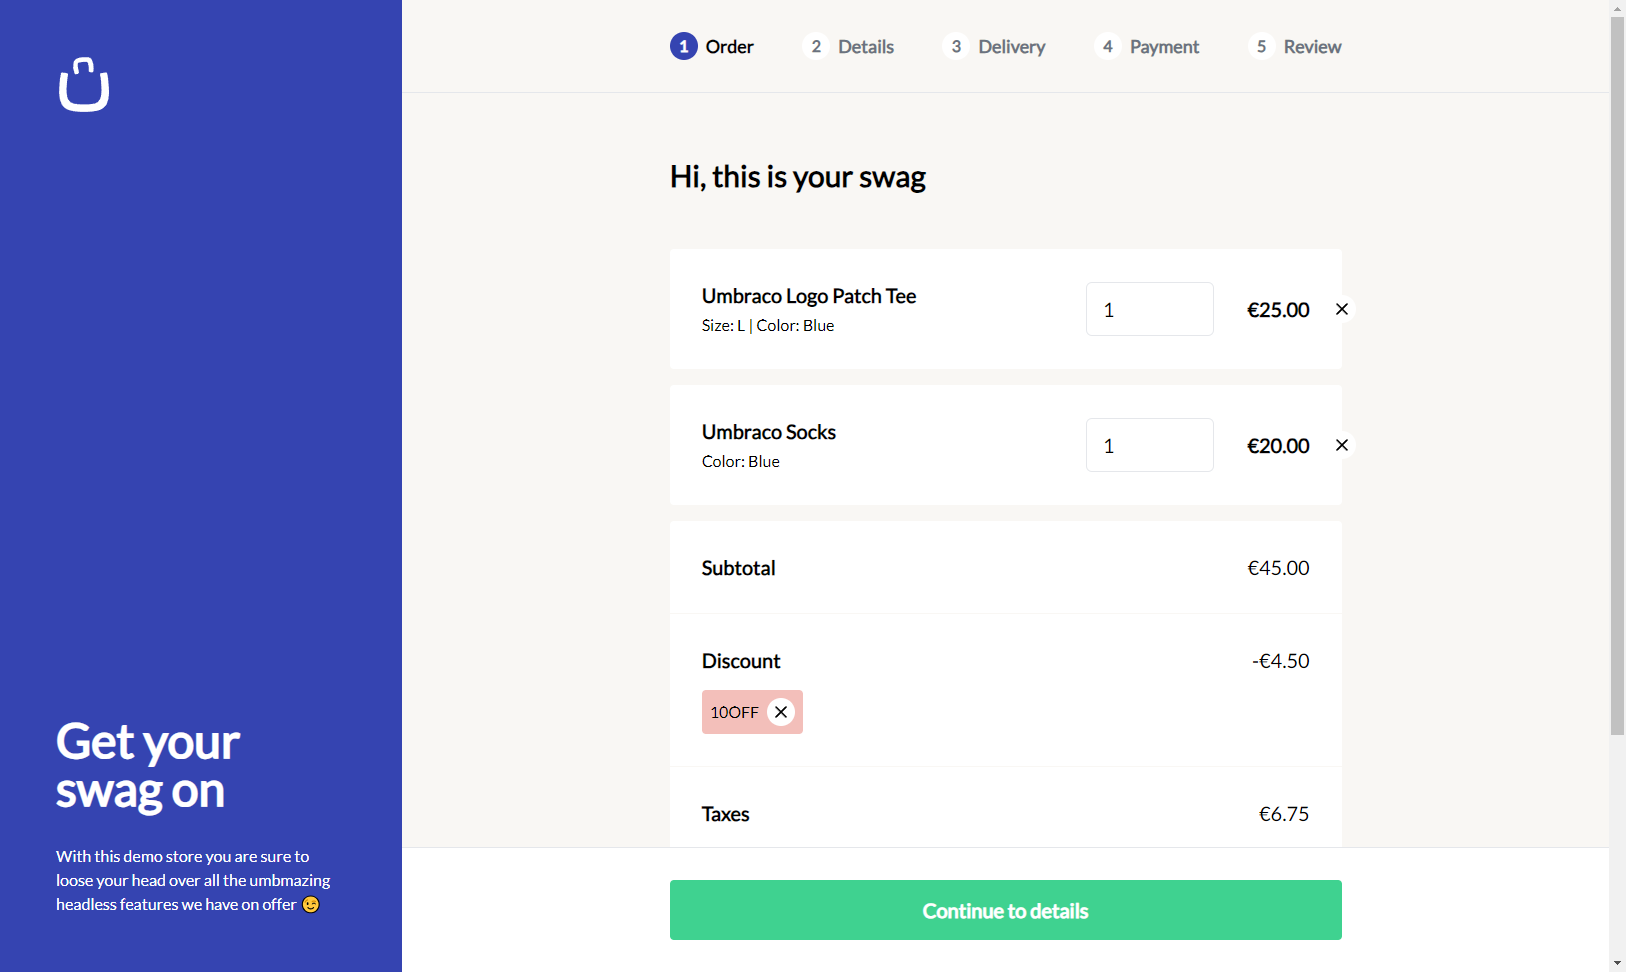 1 Order 2 Details 3 Delivery 4 Payment 5 Review
Hi, this is your swag
Umbraco Logo Patch Tee
Size: L | Color: Blue
1 €25.00
Umbraco Socks
Color: Blue
1 €20.00
Subtotal €45.00
Discount -€4.50
10OFF
Taxes €6.75
Continue to details
Get your
swag on
With this demo store you are sure to
loose your head over all the umbmazing
headless features we have on offer 😉